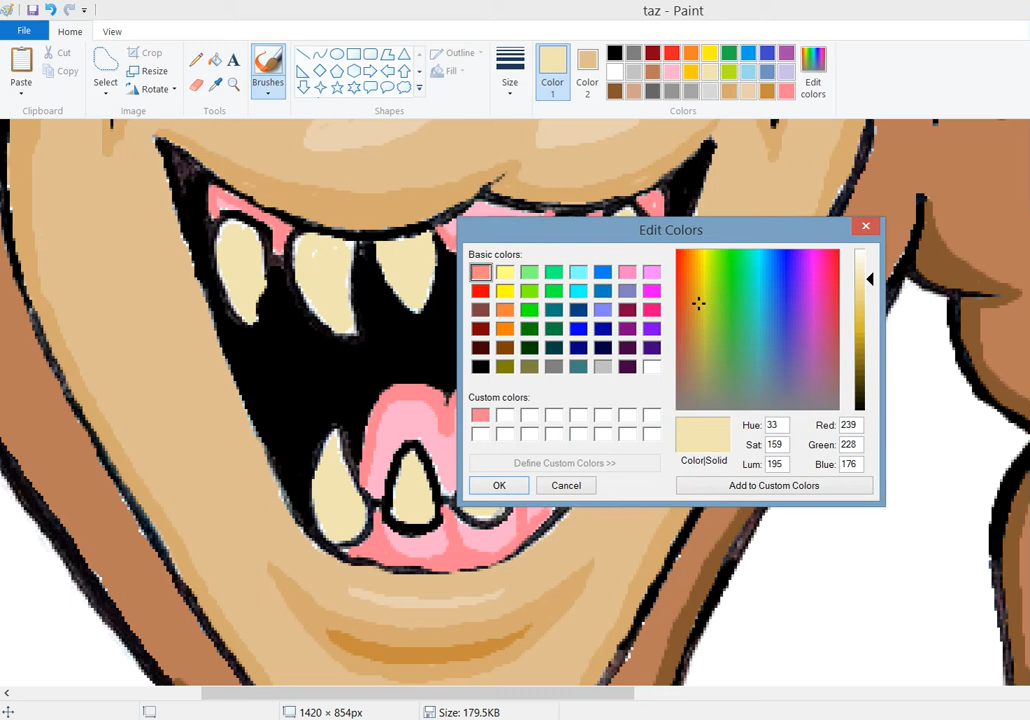 taz - Paint
File
Home
View
Paste
Cut
Copy
Clipboard
Select
Crop
Resize
Rotate
Image
A
Tools
Brushes
Outline
Fill
Shapes
Size
Color
1
Color
2
Edit
colors
Colors
Edit Colors
Basic colors:
Custom colors:
Define Custom Colors >>
OK
Cancel
Color|Solid
Hue: 33
Sat: 159
Lum: 195
Red: 239
Green: 228
Blue: 176
Add to Custom Colors
1420 × 854px
Size: 179.5KB